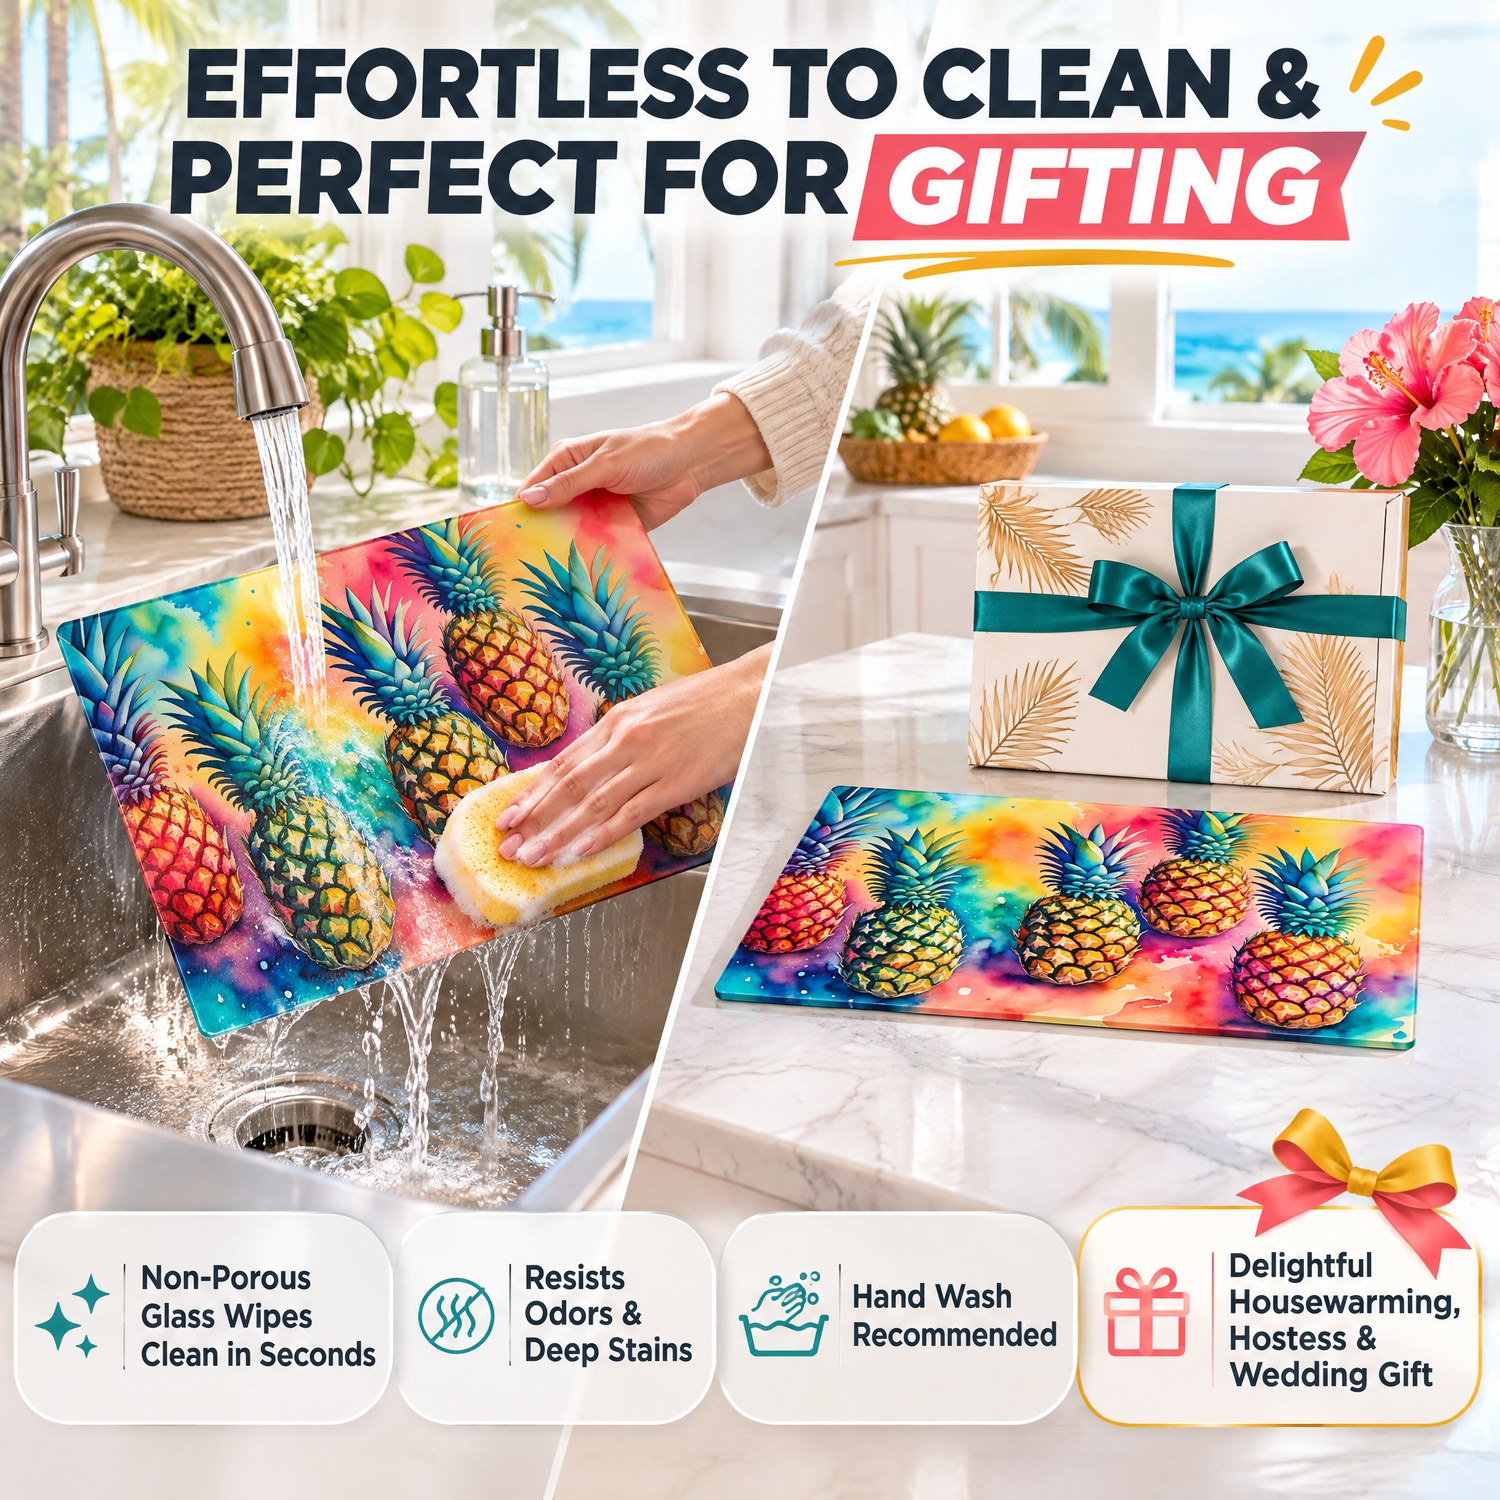 EFFORTLESS TO CLEAN &
PERFECT FOR GIFTING
Non-Porous
Glass Wipes
Clean in Seconds
Resists
Odors &
Deep Stains
Hand Wash
Recommended
Delightful
Housewarming,
Hostess &
Wedding Gift